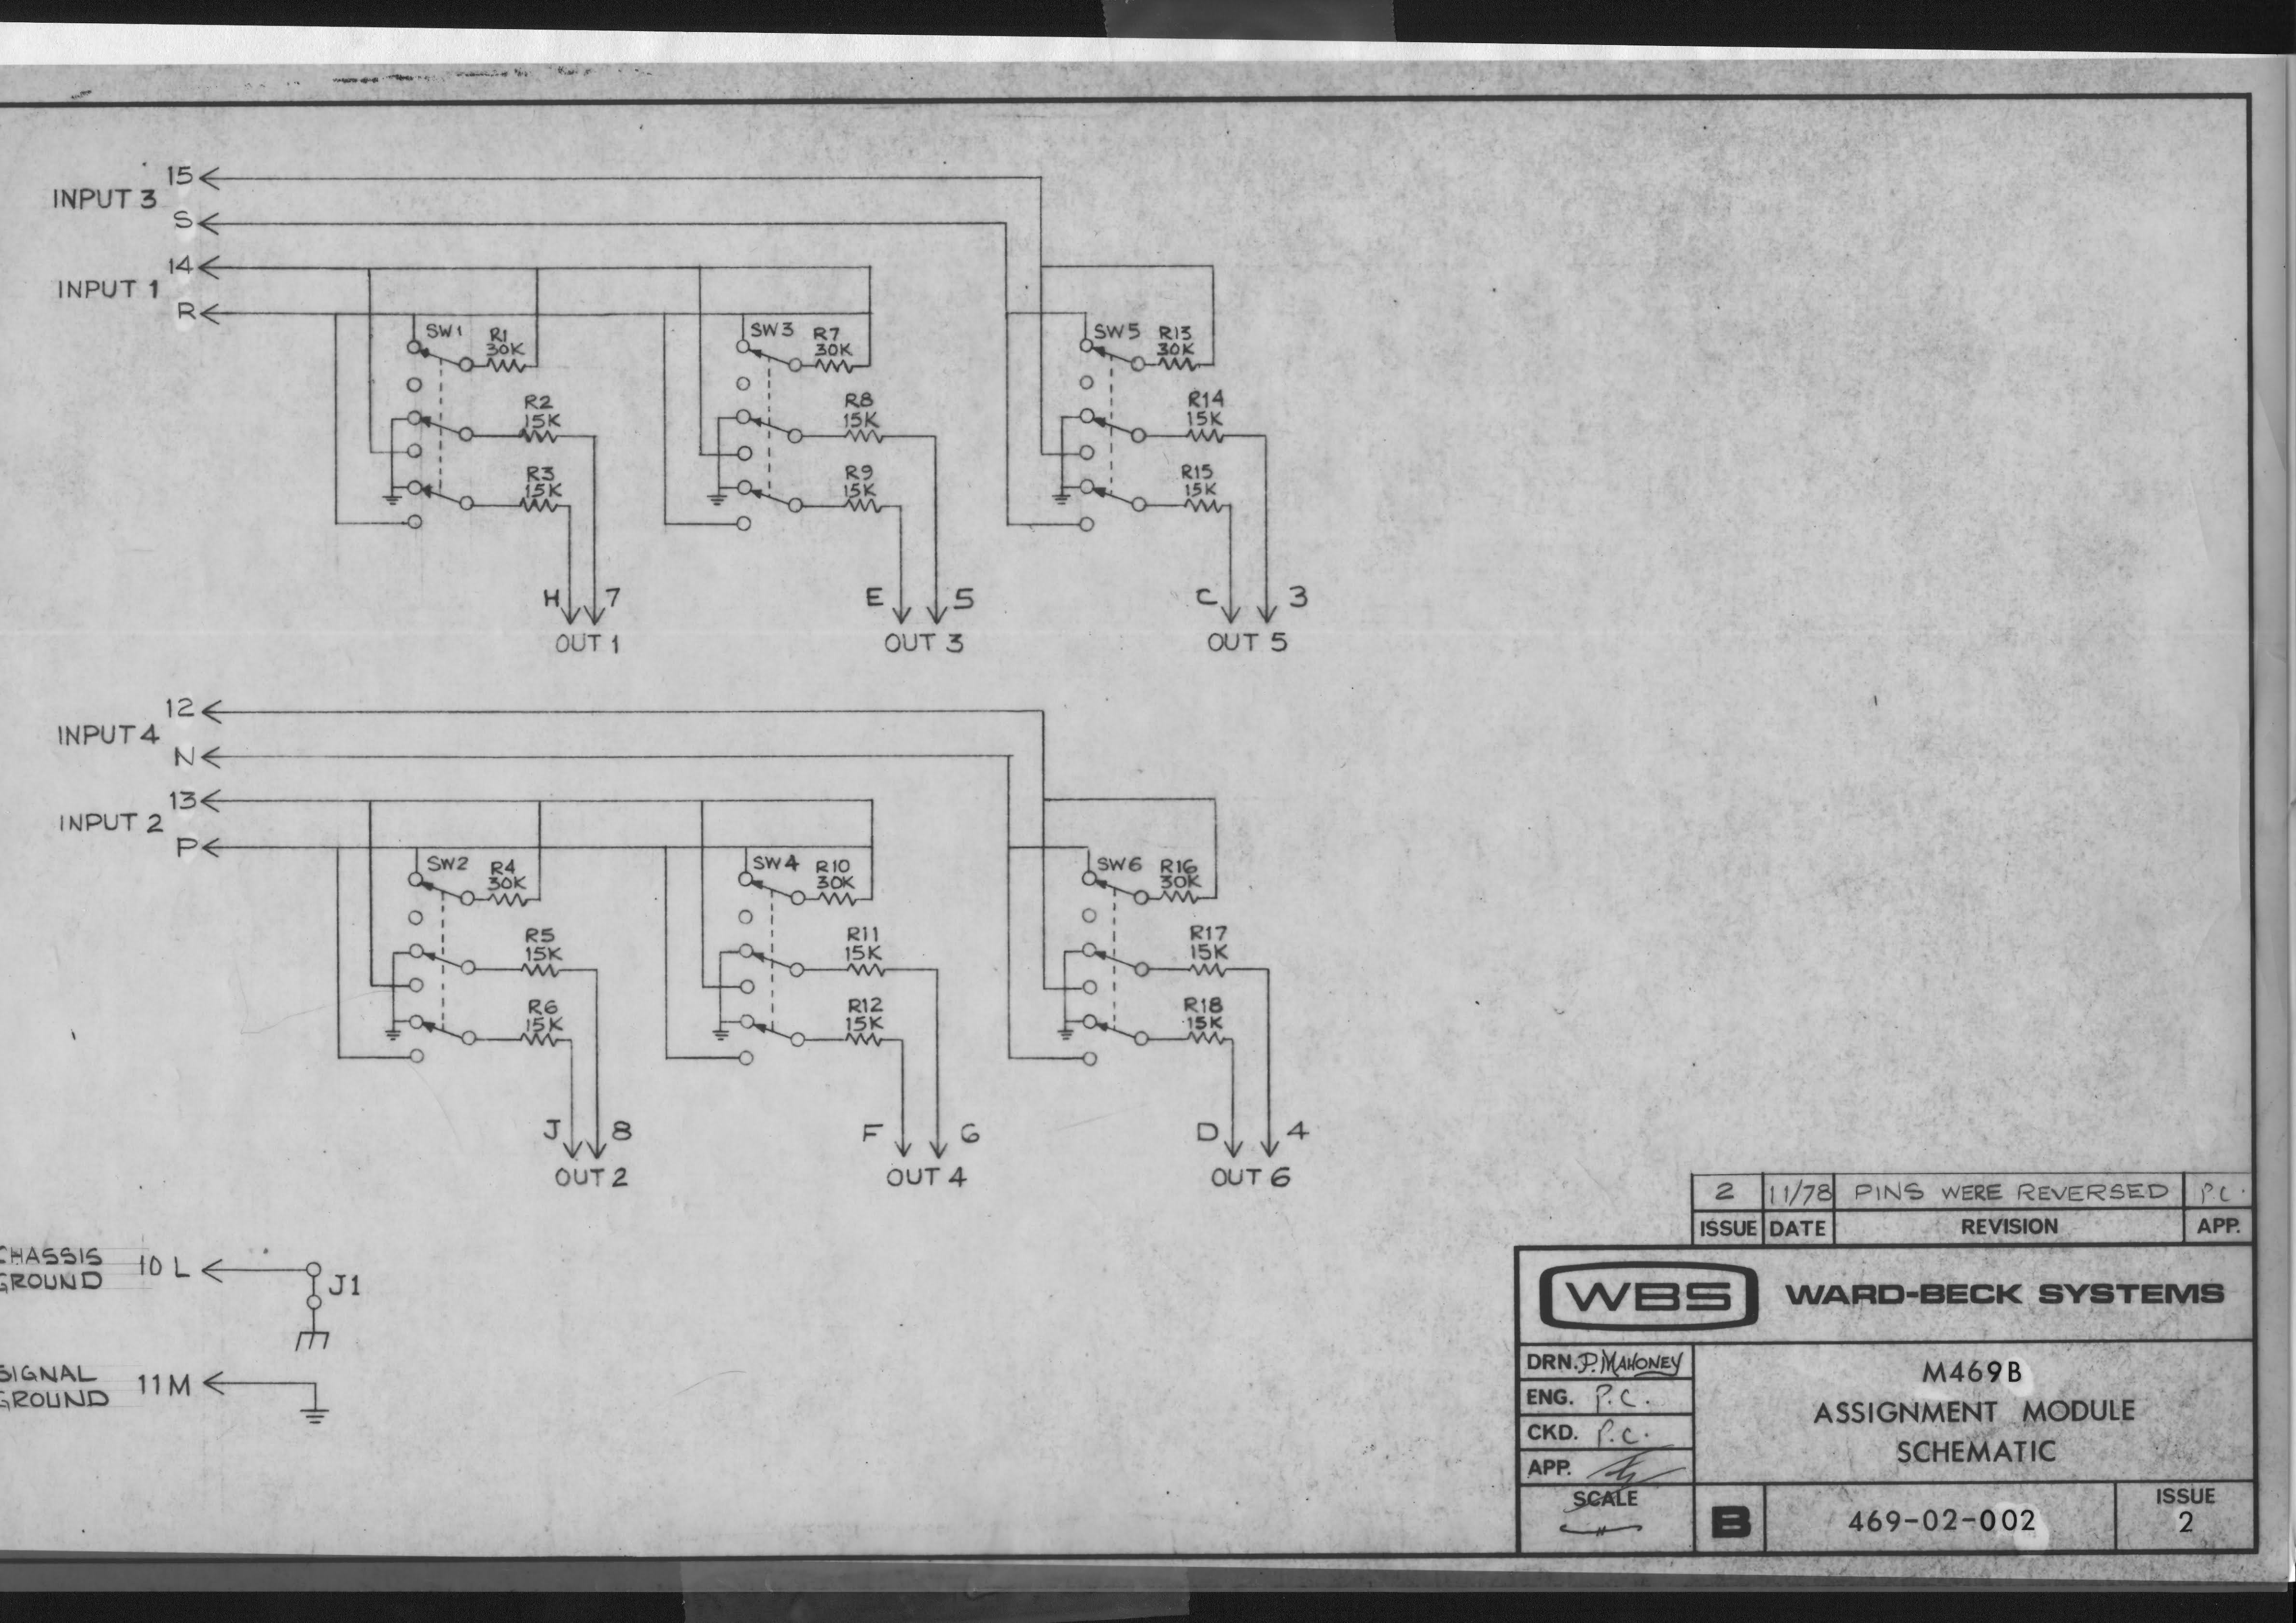 15
INPUT 3
S
14
INPUT 1
R
SW1 R1
30K
R2
15K
R3
15K
SW3 R7
30K
R8
15K
R9
15K
SW5 R13
30K
R14
15K
R15
15K
H 7
OUT 1
E 5
OUT 3
C 3
OUT 5
12
INPUT 4
N
13
INPUT 2
P
SW2 R4
30K
R5
15K
R6
15K
SW4 R10
30K
R11
15K
R12
15K
SW6 R16
30K
R17
15K
R18
15K
J 8
OUT 2
F 6
OUT 4
D 4
OUT 6
CHASSIS
GROUND
10 L
J1
SIGNAL
GROUND
11 M
2 11/78 PINS WERE REVERSED P.C.
ISSUE DATE REVISION APP.
WBS WARD-BECK SYSTEMS
DRN. P. MAHONEY
ENG. P.C.
CKD. P.C.
APP.
SCALE
M469B
ASSIGNMENT MODULE
SCHEMATIC
B
469-02-002
ISSUE
2